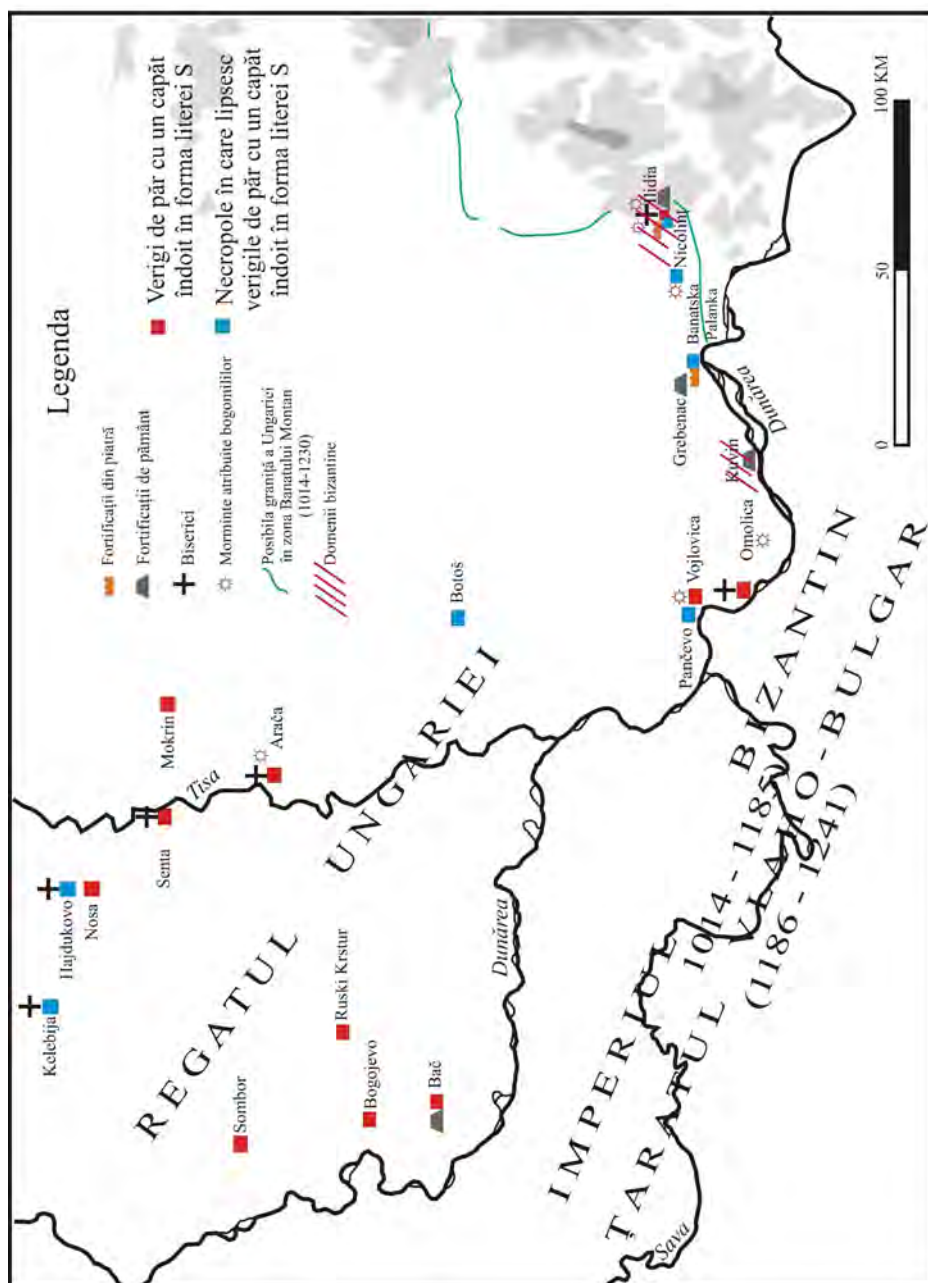 Legenda
Fortificații din piatră
Fortificații de pământ
Biserici
Morminte atribuite bogomililor
Posibila graniță a Ungariei
în zona Banatului Montan
(1014-1230)
Domenii bizantine
Verigi de păr cu un capăt
îndoit în forma literei S
Necropole în care lipsesc
verigile de păr cu un capăt
îndoit în forma literei S
Kelebija
Hajdukovo
Nosa
Senta
Mokrin
Tisa
Arača
Sombor
Ruski Krstur
Bogojevo
Bač
REGATUL UNGARIEI
Botoš
Dunărea
Pančevo
Vojlovica
Omolica
Kuvin
Grebenac
Banatska
Palanka
Dunărea
Nicolinț
Ilidia
IMPERIUL BIZANTIN
1014 - 1185
ȚARATUL VLAHO-BULGAR
(1186 - 1241)
Sava
0
50
100 KM